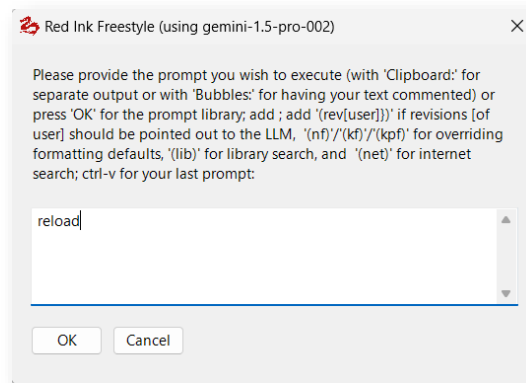 Red Ink Freestyle (using gemini-1.5-pro-002)
Please provide the prompt you wish to execute (with 'Clipboard:' for
separate output or with 'Bubbles:' for having your text commented) or
press 'OK' for the prompt library; add ; add '(rev[user]})' if revisions [of
user] should be pointed out to the LLM,  '(nf)'/'(kf)'/'(kpf)' for overriding
formatting defaults, '(lib)' for library search, and  '(net)' for internet
search; ctrl-v for your last prompt:
reload
OK
Cancel